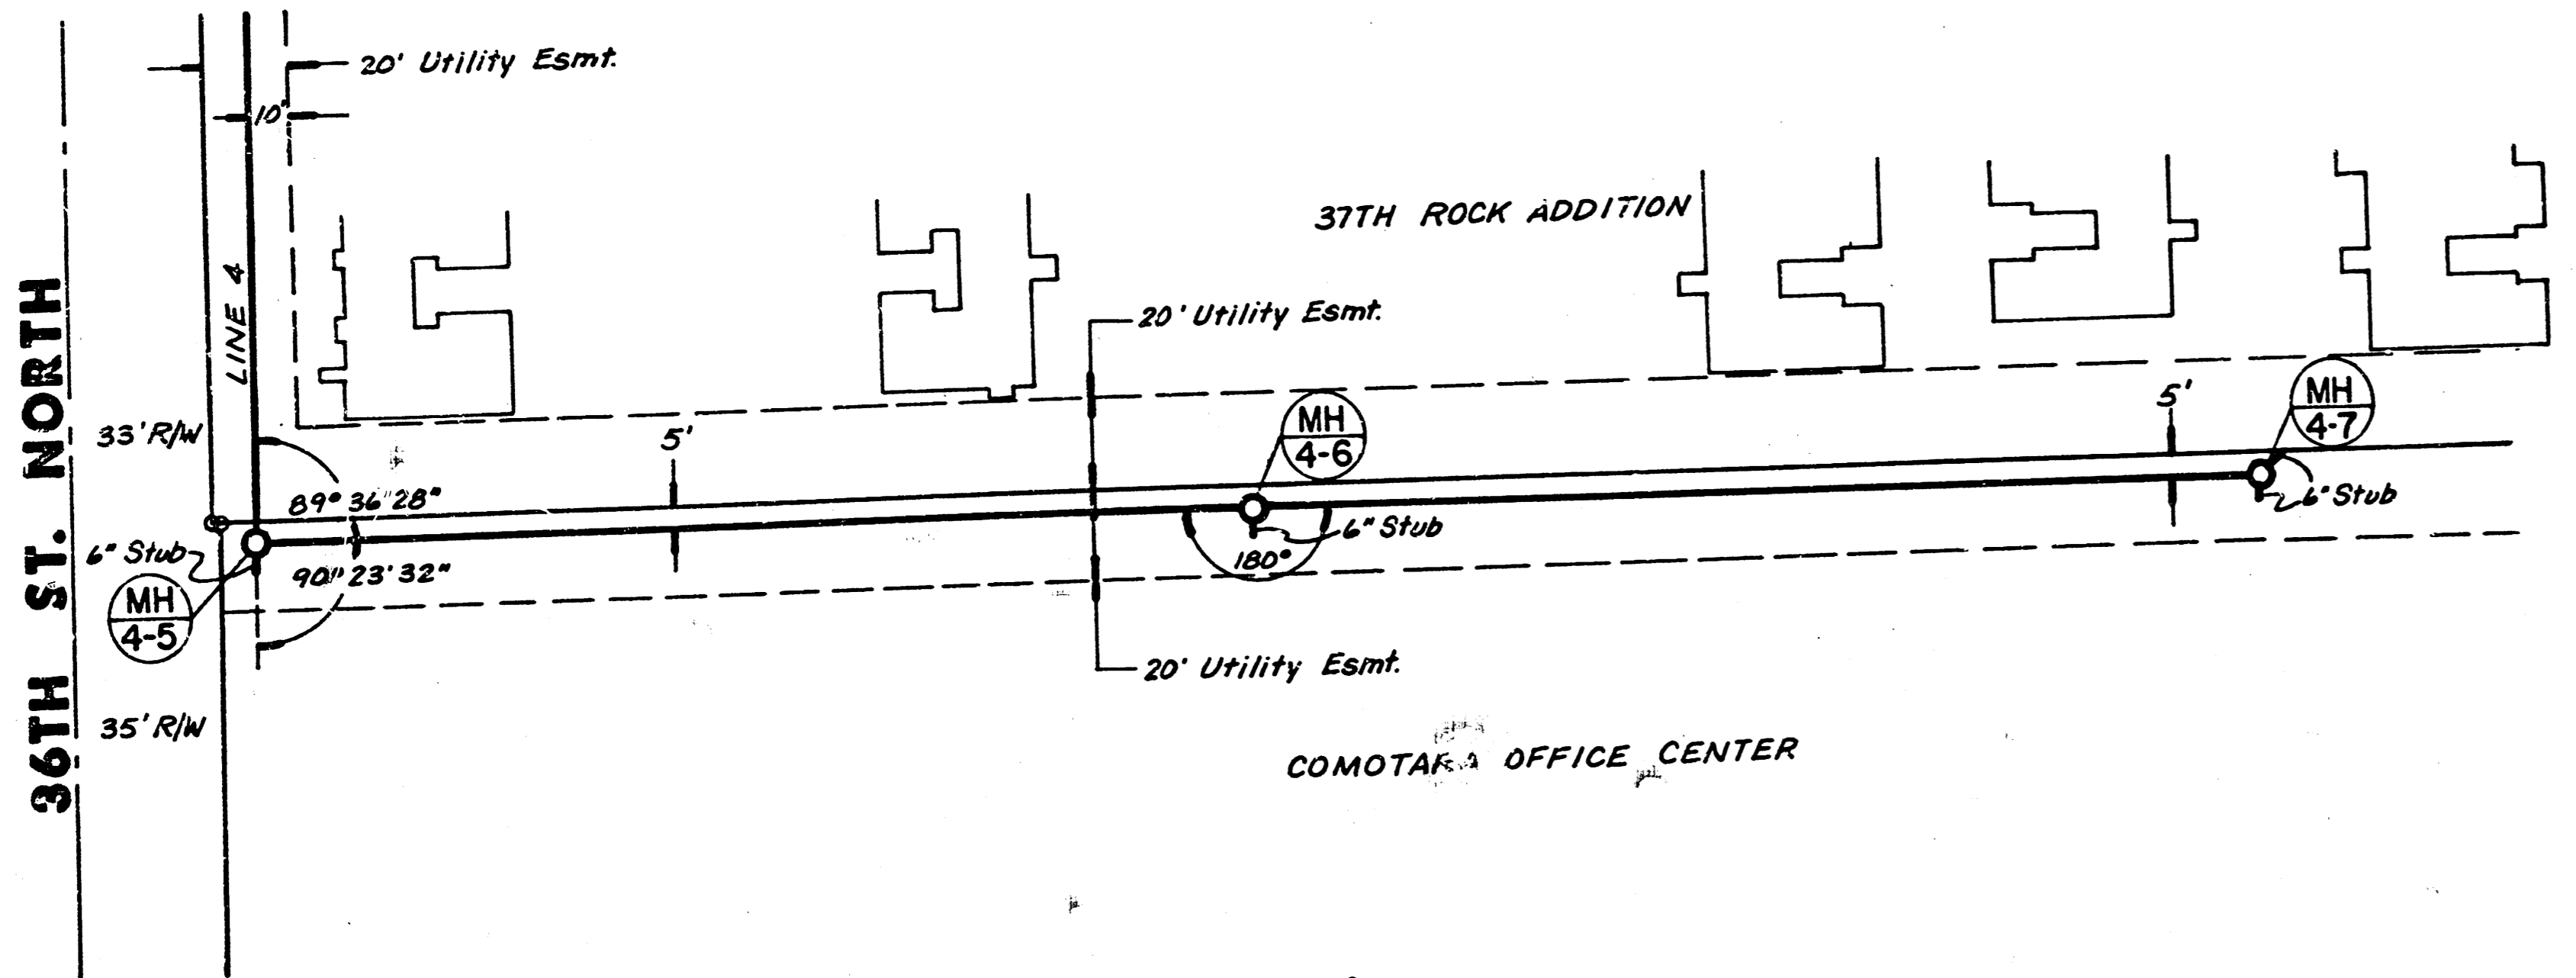 20' Utility Esmt.
10'
37TH ROCK ADDITION
LINE 4
20' Utility Esmt.
36TH ST. NORTH
33' R/W
5'
MH
4-6
5'
MH
4-7
89° 36' 28"
6" Stub
6" Stub
6" Stub
90° 23' 32"
180°
MH
4-5
20' Utility Esmt.
35' R/W
COMOTARA OFFICE CENTER